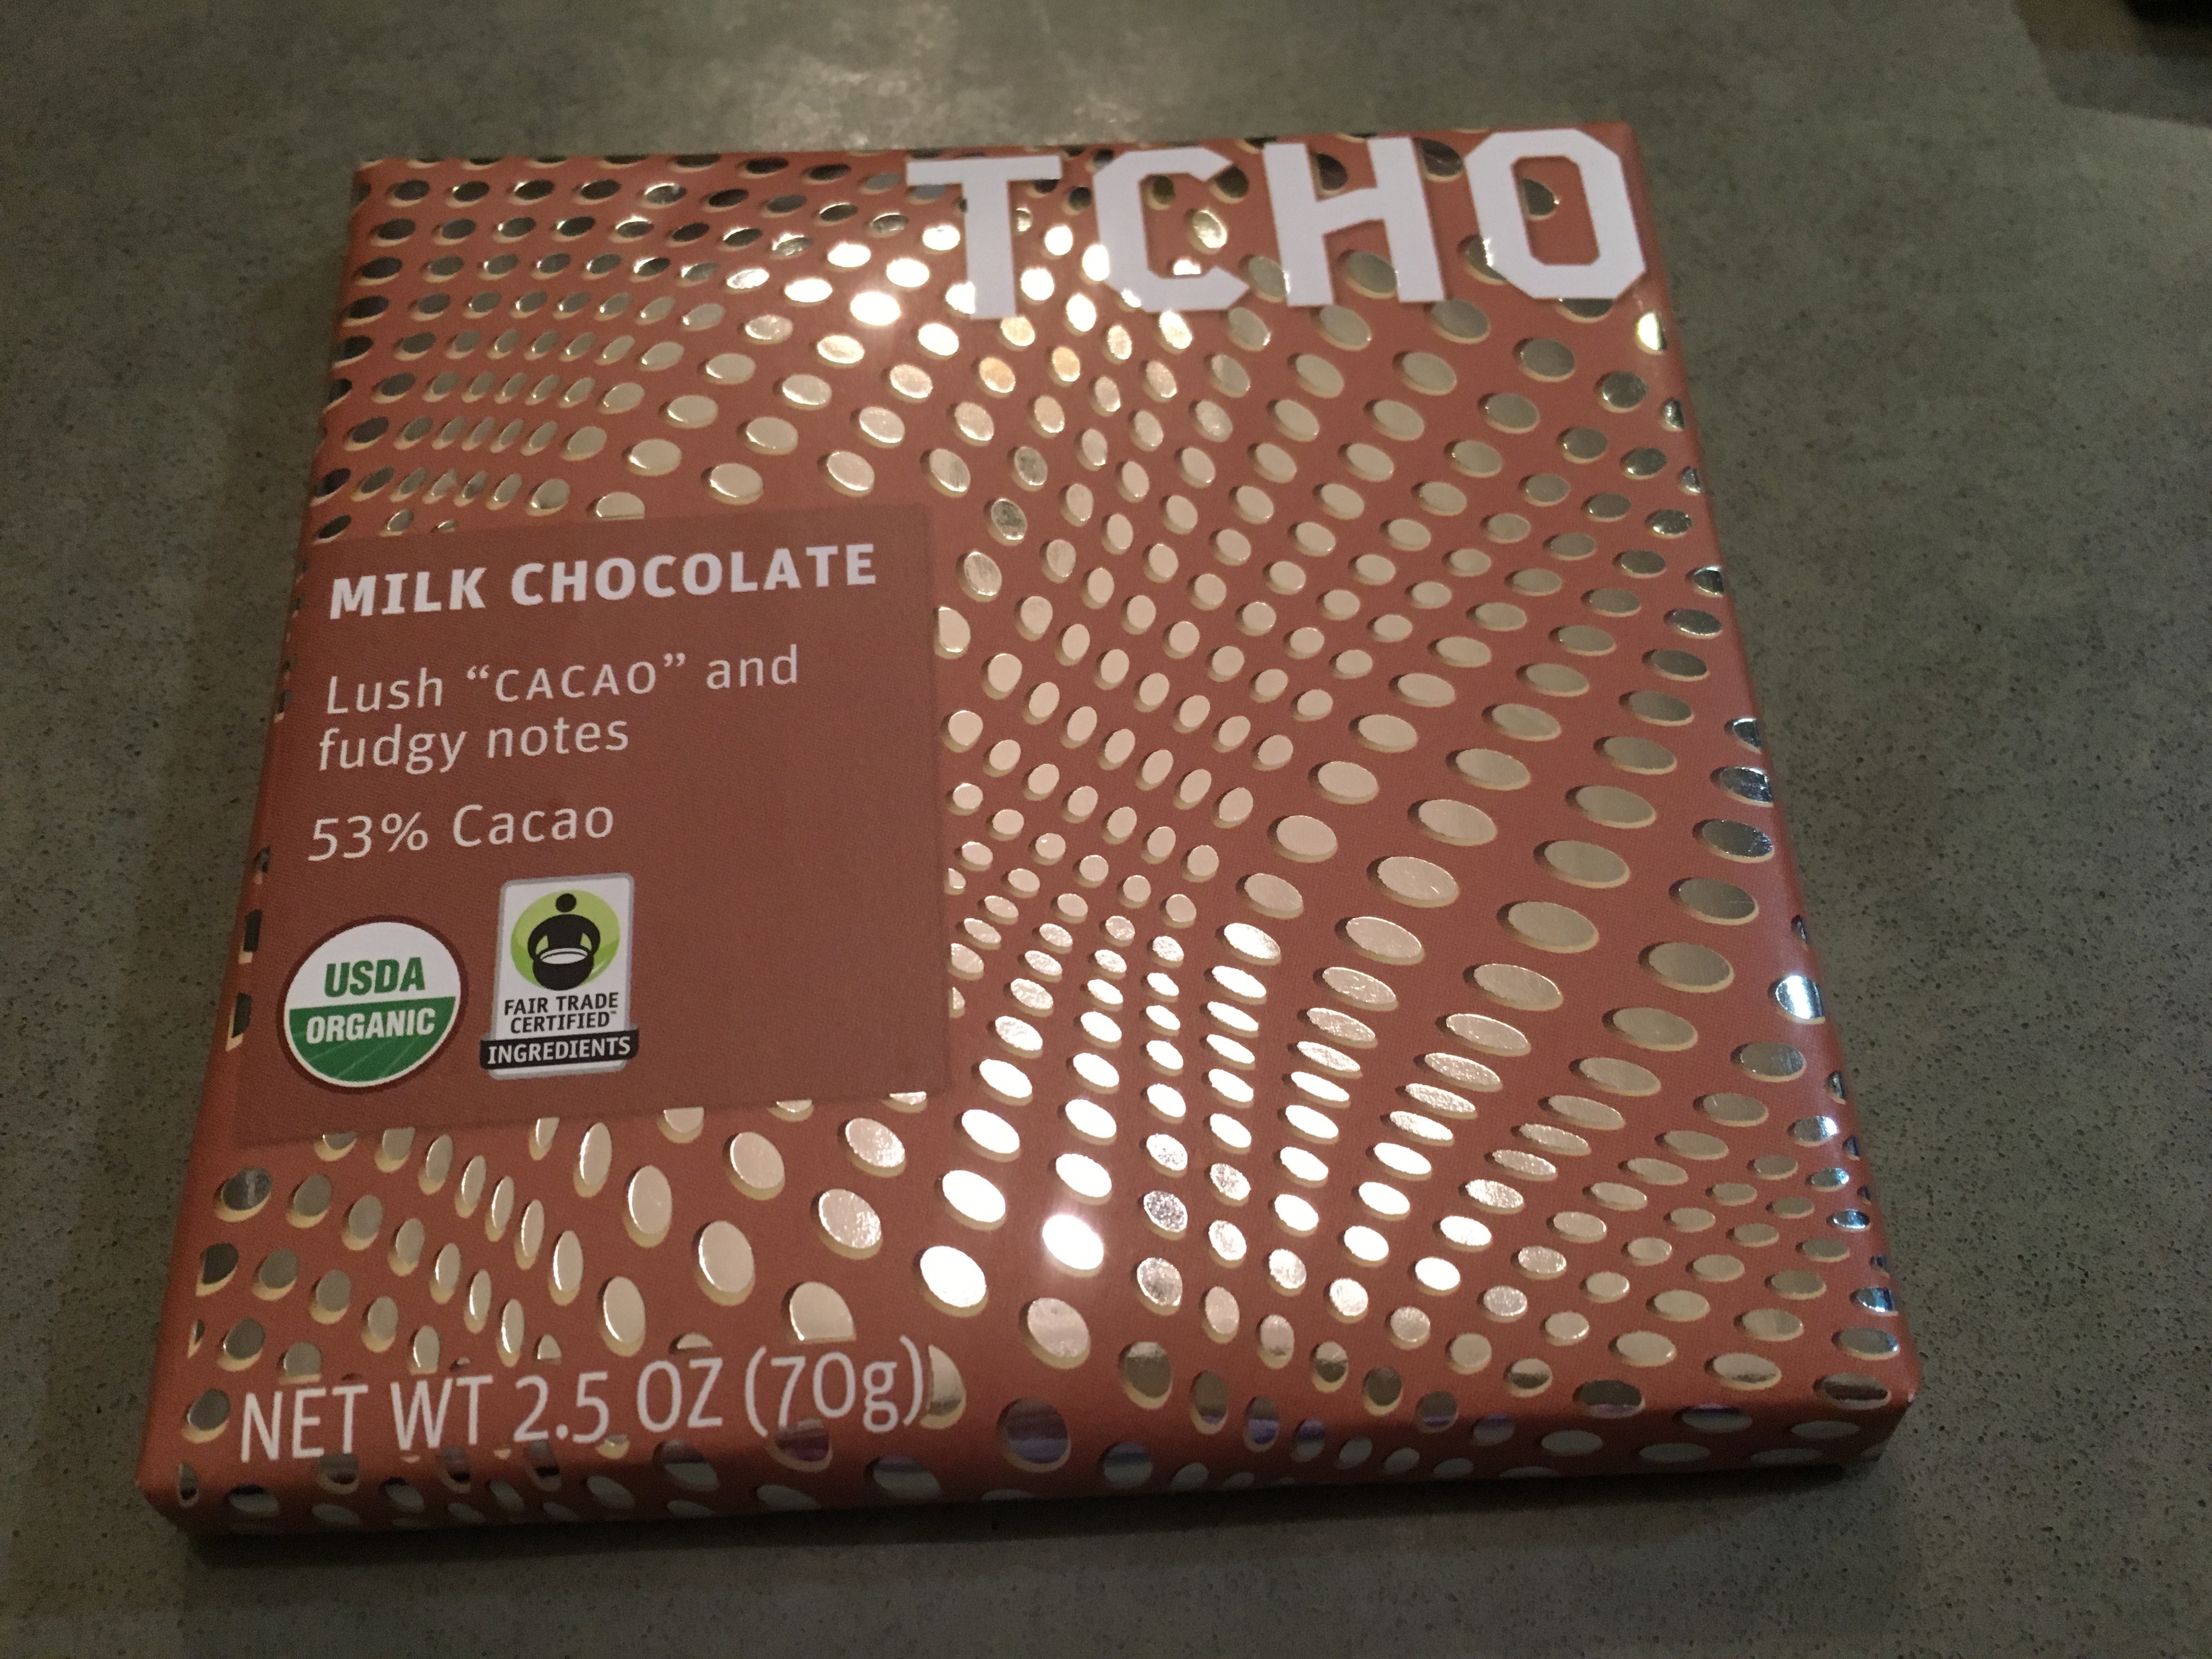 TCHO
MILK CHOCOLATE
Lush “CACAO” and
fudgy notes
53% Cacao
USDA
ORGANIC
FAIR TRADE
CERTIFIED™
INGREDIENTS
NET WT 2.5 OZ (70g)